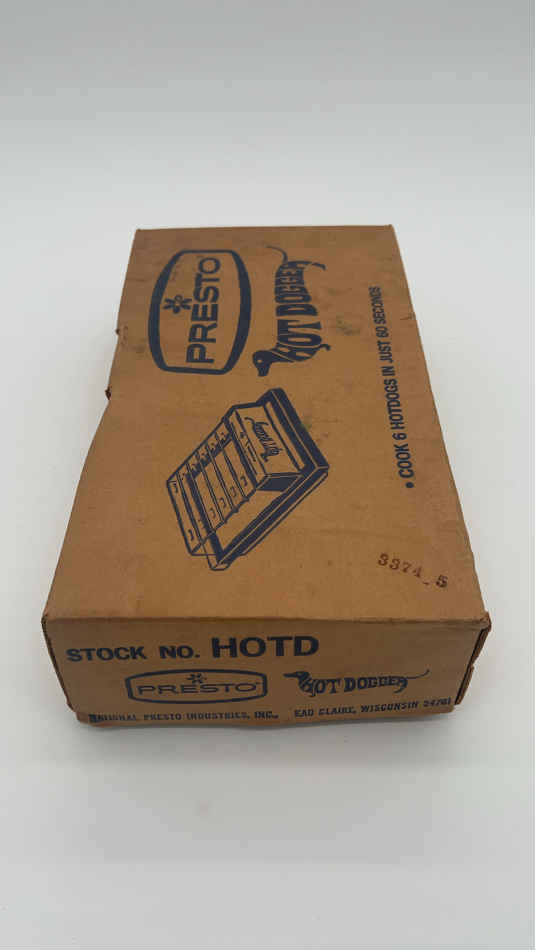 PRESTO
HOT DOGGER
• COOK 6 HOTDOGS IN JUST 60 SECONDS
3374_5
STOCK NO. HOTD
PRESTO
HOT DOGGER
NATIONAL PRESTO INDUSTRIES, INC., EAU CLAIRE, WISCONSIN 54701